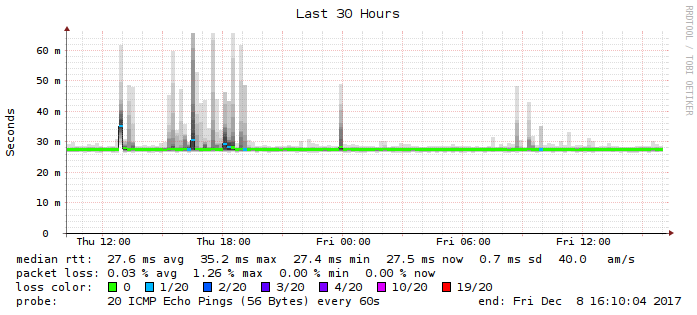 Last 30 Hours
RRDTOOL / TOBI OETIKER
Seconds
60 m
50 m
40 m
30 m
20 m
10 m
0
Thu 12:00 Thu 18:00 Fri 00:00 Fri 06:00 Fri 12:00
median rtt: 27.6 ms avg 35.2 ms max 27.4 ms min 27.5 ms now 0.7 ms sd 40.0 am/s
packet loss: 0.03 % avg 1.26 % max 0.00 % min 0.00 % now
loss color: 0 1/20 2/20 3/20 4/20 10/20 19/20
probe: 20 ICMP Echo Pings (56 Bytes) every 60s end: Fri Dec 8 16:10:04 2017